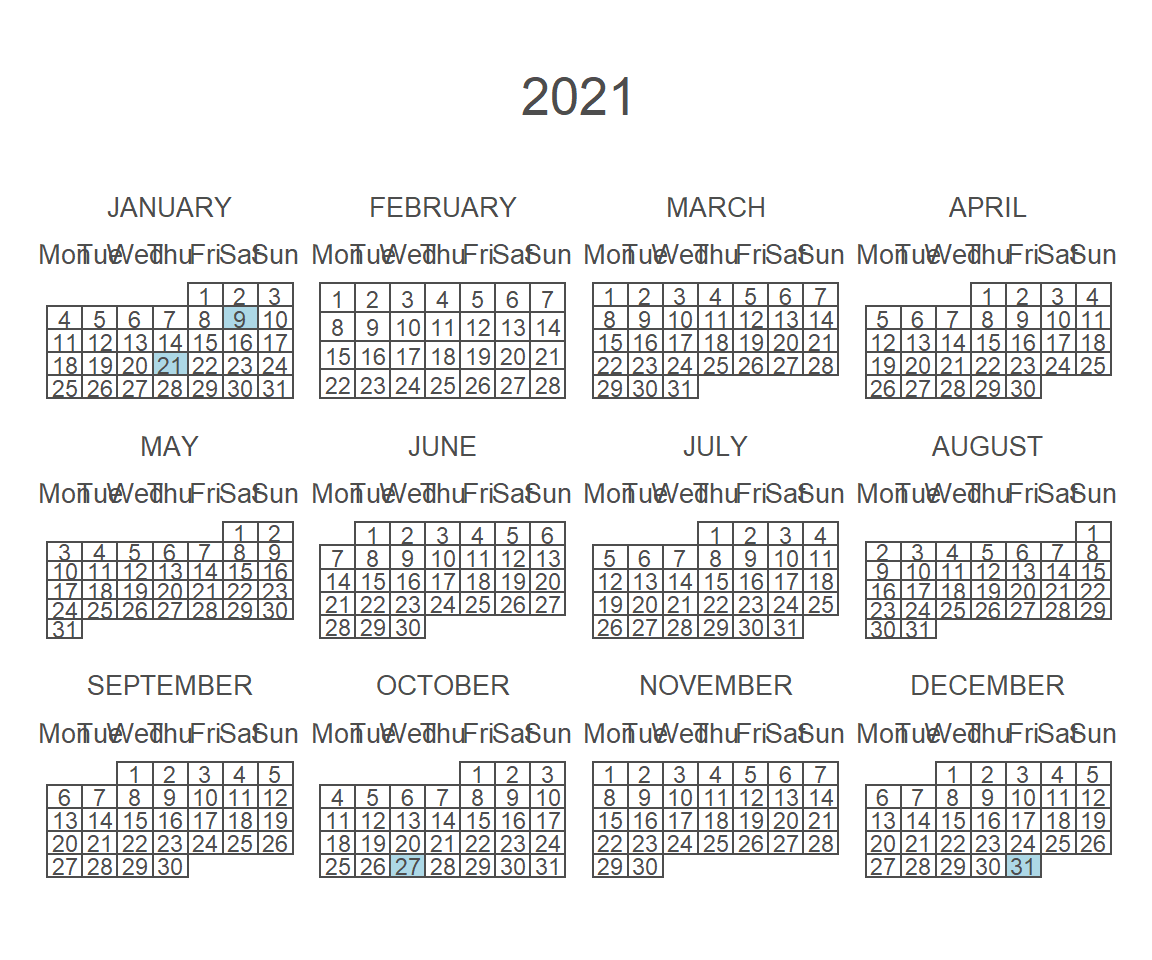 2021
JANUARY FEBRUARY MARCH APRIL
Mon Tue Wed Thu Fri Sat Sun Mon Tue Wed Thu Fri Sat Sun Mon Tue Wed Thu Fri Sat Sun Mon Tue Wed Thu Fri Sat Sun
1 2 3 1 2 3 4 5 6 7 1 2 3 4 5 6 7 1 2 3 4
4 5 6 7 8 9 10 8 9 10 11 12 13 14 8 9 10 11 12 13 14 5 6 7 8 9 10 11
11 12 13 14 15 16 17 15 16 17 18 19 20 21 15 16 17 18 19 20 21 12 13 14 15 16 17 18
18 19 20 21 22 23 24 22 23 24 25 26 27 28 22 23 24 25 26 27 28 19 20 21 22 23 24 25
25 26 27 28 29 30 31 29 30 31 26 27 28 29 30
MAY JUNE JULY AUGUST
Mon Tue Wed Thu Fri Sat Sun Mon Tue Wed Thu Fri Sat Sun Mon Tue Wed Thu Fri Sat Sun Mon Tue Wed Thu Fri Sat Sun
1 2 1 2 3 4 5 6 1 2 3 4 1
3 4 5 6 7 8 9 7 8 9 10 11 12 13 5 6 7 8 9 10 11 2 3 4 5 6 7 8
10 11 12 13 14 15 16 14 15 16 17 18 19 20 12 13 14 15 16 17 18 9 10 11 12 13 14 15
17 18 19 20 21 22 23 21 22 23 24 25 26 27 19 20 21 22 23 24 25 16 17 18 19 20 21 22
24 25 26 27 28 29 30 28 29 30 26 27 28 29 30 31 23 24 25 26 27 28 29
31 30 31
SEPTEMBER OCTOBER NOVEMBER DECEMBER
Mon Tue Wed Thu Fri Sat Sun Mon Tue Wed Thu Fri Sat Sun Mon Tue Wed Thu Fri Sat Sun Mon Tue Wed Thu Fri Sat Sun
1 2 3 4 5 1 2 3 1 2 3 4 5 6 7 1 2 3 4 5
6 7 8 9 10 11 12 4 5 6 7 8 9 10 8 9 10 11 12 13 14 6 7 8 9 10 11 12
13 14 15 16 17 18 19 11 12 13 14 15 16 17 15 16 17 18 19 20 21 13 14 15 16 17 18 19
20 21 22 23 24 25 26 18 19 20 21 22 23 24 22 23 24 25 26 27 28 20 21 22 23 24 25 26
27 28 29 30 25 26 27 28 29 30 31 29 30 27 28 29 30 31